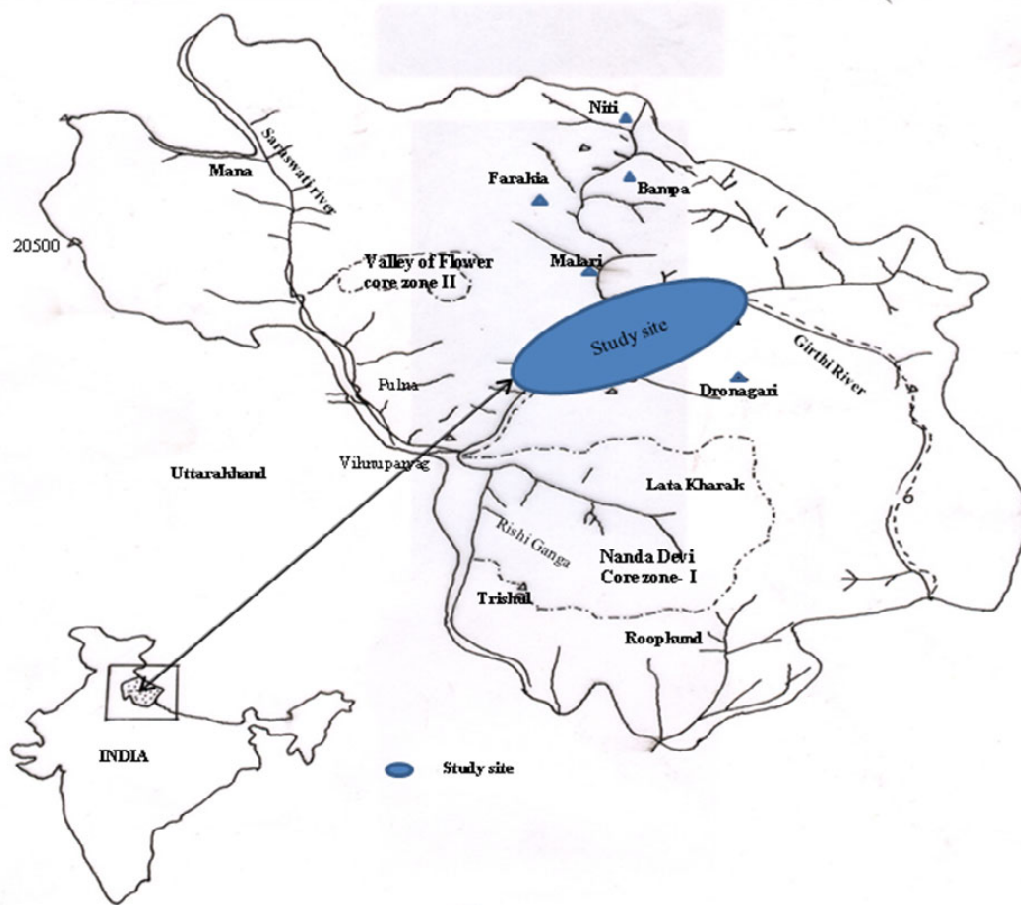 Niti
Saraswati river
Mana
Farakia
Bampa
20500
Valley of Flower
core zone II
Malari
Study site
Girthi River
Pulna
Dronagari
Vihnupanyag
Uttarakhand
Lata Kharak
Rishi Ganga
Nanda Devi
Corezone- I
Trishul
Roopkund
INDIA
Study site